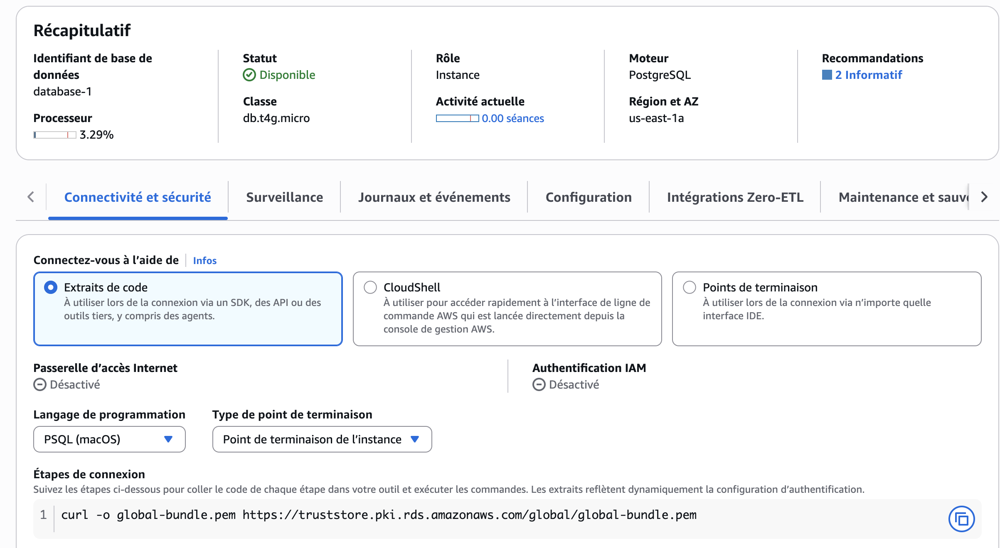 Récapitulatif
Identifiant de base de
données
database-1
Processeur
3.29%
Statut
Disponible
Classe
db.t4g.micro
Rôle
Instance
Activité actuelle
0.00 séances
Moteur
PostgreSQL
Région et AZ
us-east-1a
Recommandations
2 Informatif
Connectivité et sécurité
Surveillance
Journaux et événements
Configuration
Intégrations Zero-ETL
Maintenance et
Connectez-vous à l’aide de
Infos
Extraits de code
À utiliser lors de la connexion via un SDK, des API ou des
outils tiers, y compris des agents.
CloudShell
À utiliser pour accéder rapidement à l’interface de ligne de
commande AWS qui est lancée directement depuis la
console de gestion AWS.
Points de terminaison
À utiliser lors de la connexion via n’importe quelle
interface IDE.
Passerelle d’accès Internet
Désactivé
Authentification IAM
Désactivé
Langage de programmation
PSQL (macOS)
Type de point de terminaison
Point de terminaison de l’instance
Étapes de connexion
Suivez les étapes ci-dessous pour coller le code de chaque étape dans votre outil et exécuter les commandes. Les extraits reflètent dynamiquement la configuration d’authentification.
1
curl -o global-bundle.pem https://truststore.pki.rds.amazonaws.com/global/global-bundle.pem